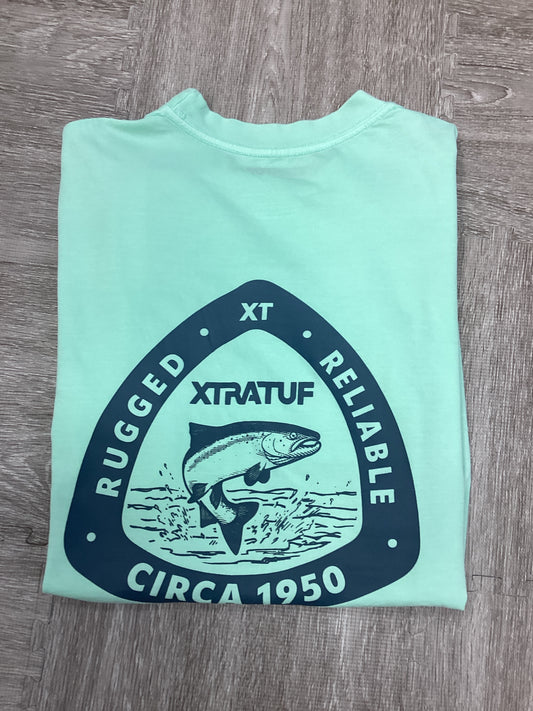 XT
RUGGED
RELIABLE
XTRATUF
CIRCA 1950